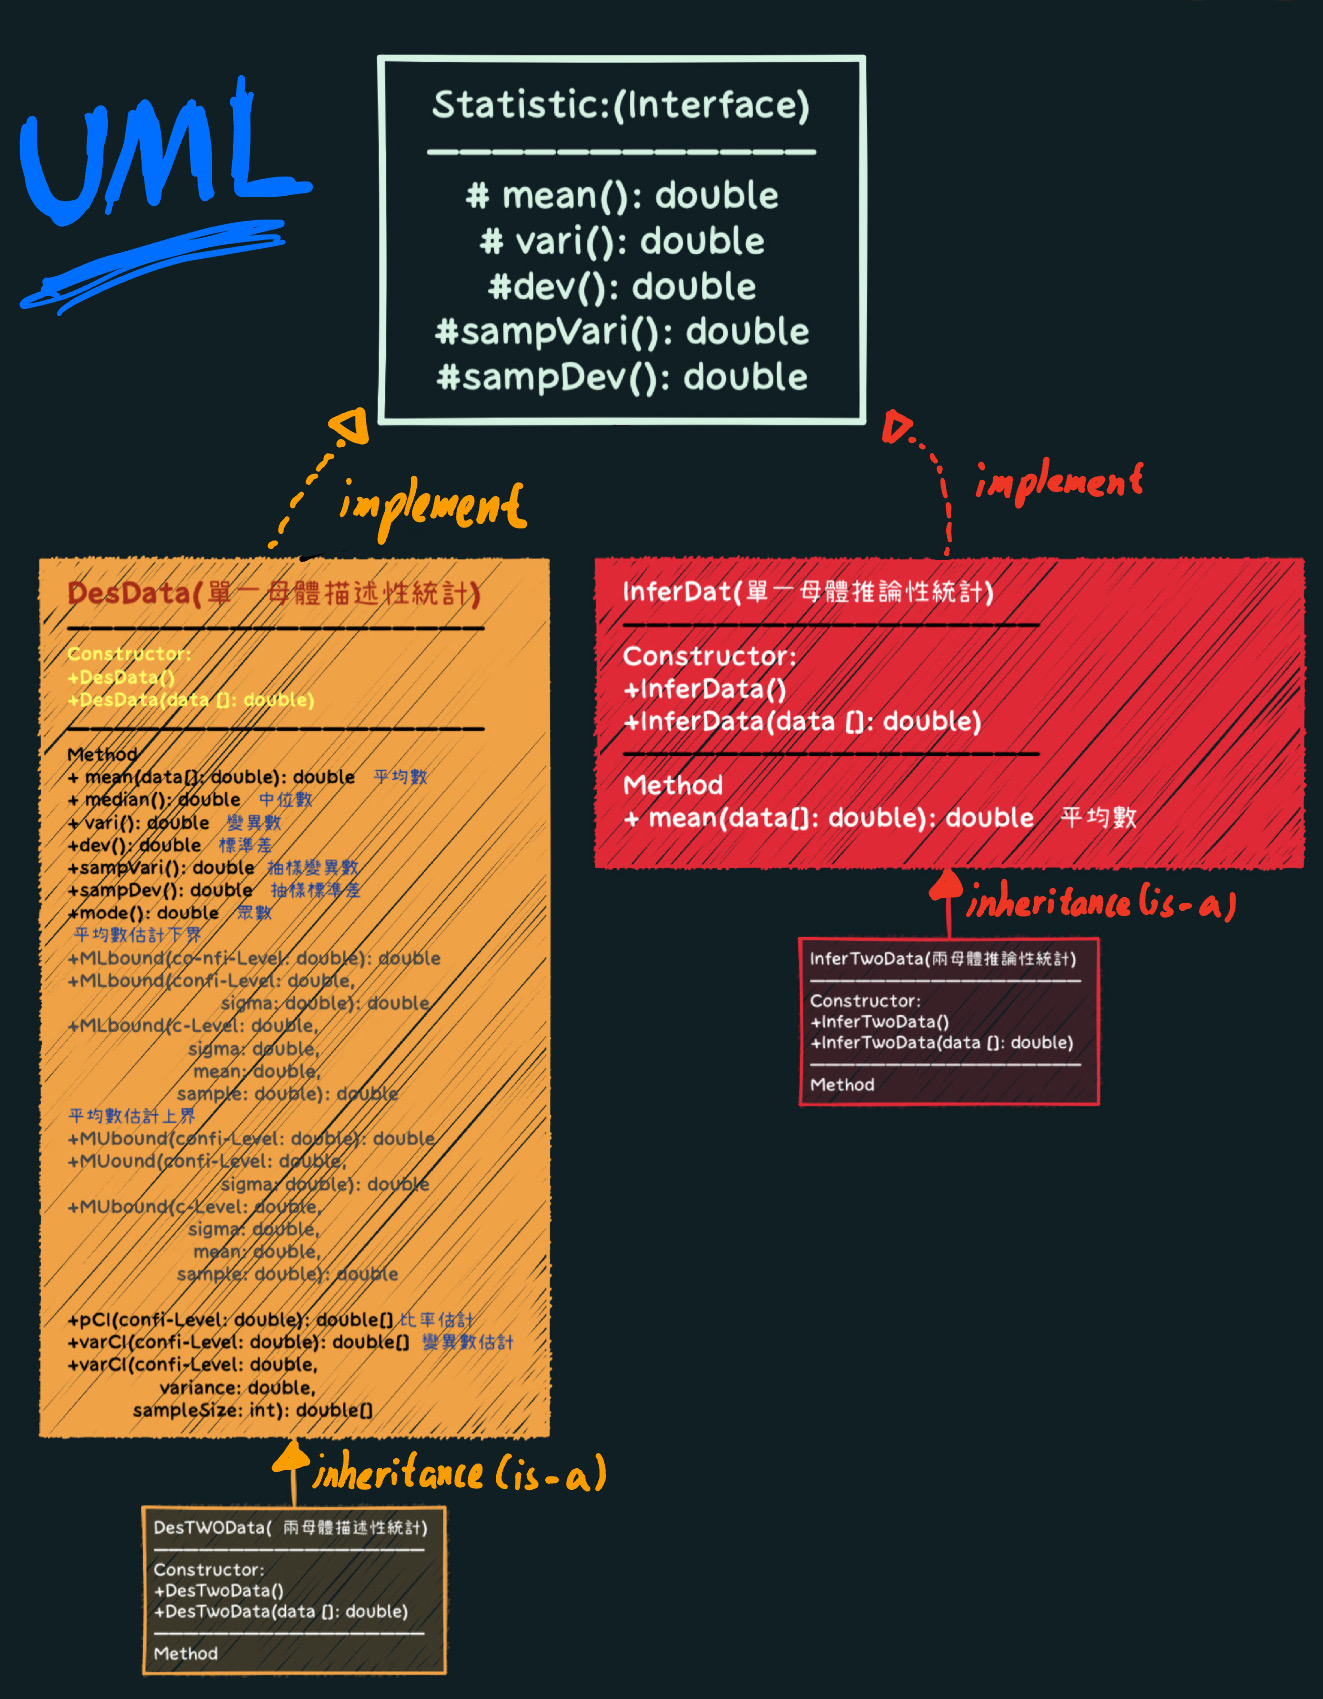 UML
Statistic:(Interface)
# mean(): double
# vari(): double
#dev(): double
#sampVari(): double
#sampDev(): double
implement
implement
DesData(單一母體描述性統計)
Constructor:
+DesData()
+DesData(data []: double)
Method
+ mean(data[]: double): double 平均數
+ median(): double 中位數
+ vari(): double 變異數
+dev(): double 標準差
+sampVari(): double 抽樣變異數
+sampDev(): double 抽樣標準差
+mode(): double 眾數
平均數估計下界
+MLbound(co-nfi-Level: double): double
+MLbound(confi-Level: double,
sigma: double): double
+MLbound(c-Level: double,
sigma: double,
mean: double,
sample: double): double
平均數估計上界
+MUbound(confi-Level: double): double
+MUound(confi-Level: double,
sigma: double): double
+MUbound(c-Level: double,
sigma: double,
mean: double,
sample: double): double
+pCI(confi-Level: double): double[] 比率估計
+varCI(confi-Level: double): double[] 變異數估計
+varCI(confi-Level: double,
variance: double,
sampleSize: int): double[]
inheritance (is-a)
DesTWOData( 兩母體描述性統計)
Constructor:
+DesTwoData()
+DesTwoData(data []: double)
Method
InferDat(單一母體推論性統計)
Constructor:
+InferData()
+InferData(data []: double)
Method
+ mean(data[]: double): double 平均數
inheritance (is-a)
InferTwoData(兩母體推論性統計)
Constructor:
+InferTwoData()
+InferTwoData(data []: double)
Method